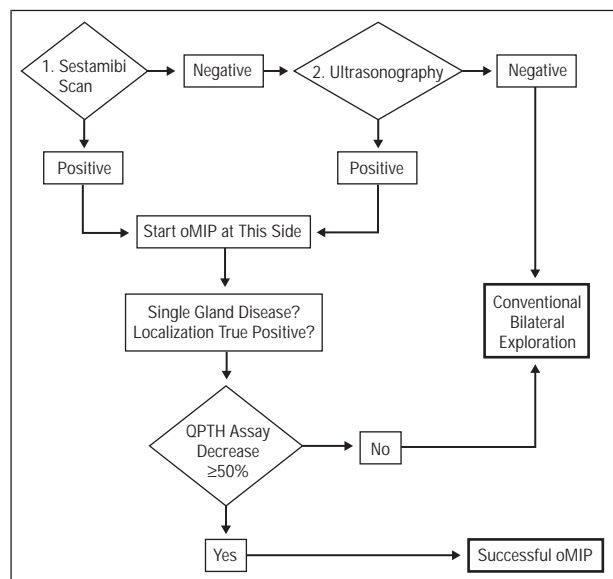 1. Sestamibi
Scan
Negative
2. Ultrasonography
Negative
Positive
Positive
Start oMIP at This Side
Single Gland Disease?
Localization True Positive?
Conventional
Bilateral
Exploration
QPTH Assay
Decrease
≥50%
No
Yes
Successful oMIP